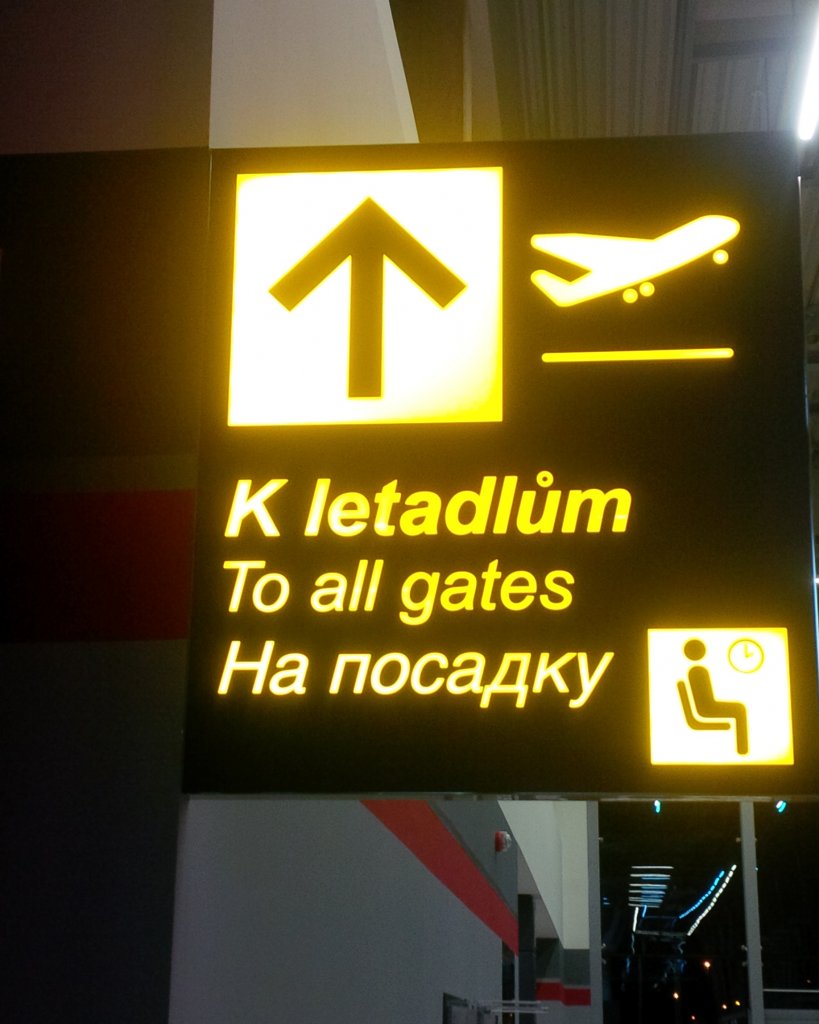 K letadlům
To all gates
На посадку